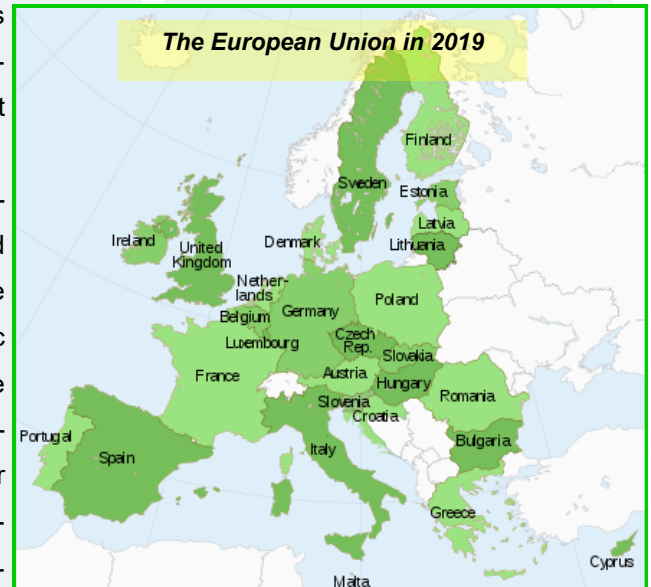 The European Union in 2019
Finland
Sweden
Estonia
Latvia
Lithuania
Ireland
United
Kingdom
Denmark
Nether-
lands
Belgium
Germany
Poland
Luxembourg
Czech
Rep.
Slovakia
France
Austria
Hungary
Slovenia
Romania
Croatia
Portugal
Spain
Italy
Bulgaria
Greece
Cyprus
Malta